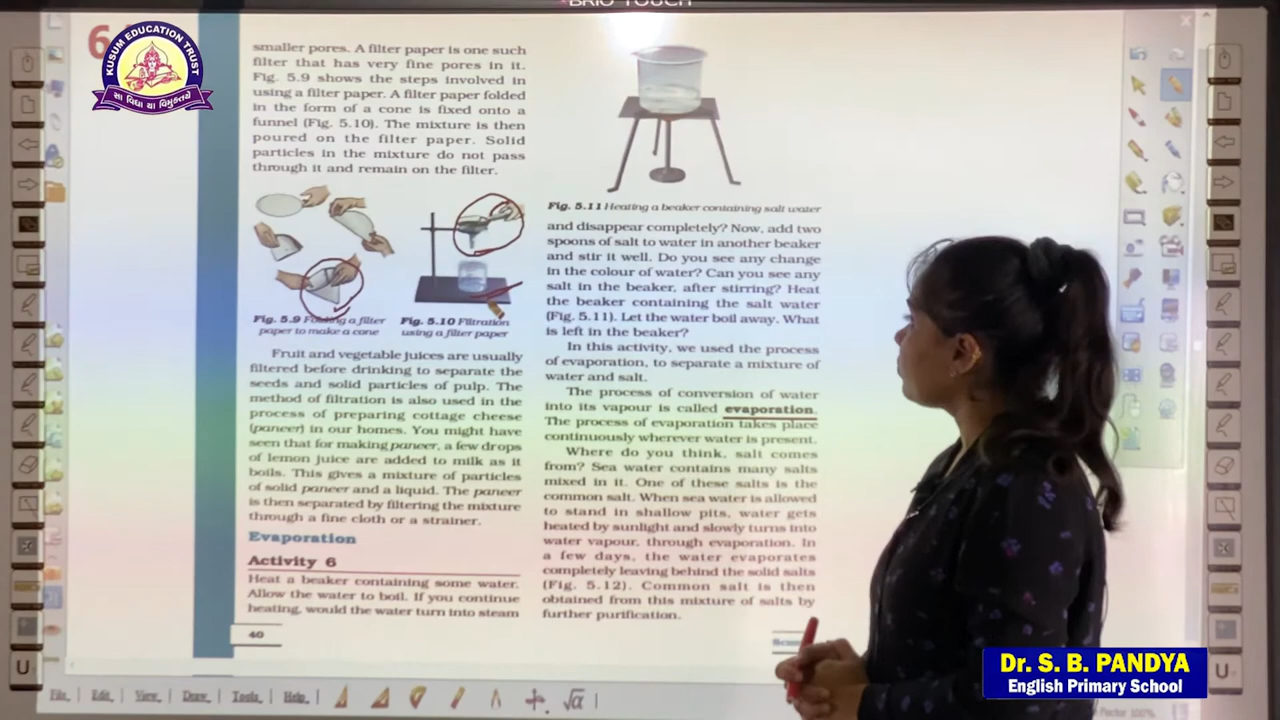 BRIO TOUCH
KUSUM EDUCATION TRUST
સા વિદ્યા યા વિમુક્તયે
6
smaller pores. A filter paper is one such
filter that has very fine pores in it.
Fig. 5.9 shows the steps involved in
using a filter paper. A filter paper folded
in the form of a cone is fixed onto a
funnel (Fig. 5.10). The mixture is then
poured on the filter paper. Solid
particles in the mixture do not pass
through it and remain on the filter.
Fig. 5.9 Folding a filter
paper to make a cone
Fig. 5.10 Filtration
using a filter paper
Fruit and vegetable juices are usually
filtered before drinking to separate the
seeds and solid particles of pulp. The
method of filtration is also used in the
process of preparing cottage cheese
(paneer) in our homes. You might have
seen that for making paneer, a few drops
of lemon juice are added to milk as it
boils. This gives a mixture of particles
of solid paneer and a liquid. The paneer
is then separated by filtering the mixture
through a fine cloth or a strainer.
Evaporation
Activity 6
Heat a beaker containing some water.
Allow the water to boil. If you continue
heating, would the water turn into steam
40
Fig. 5.11 Heating a beaker containing salt water
and disappear completely? Now, add two
spoons of salt to water in another beaker
and stir it well. Do you see any change
in the colour of water? Can you see any
salt in the beaker, after stirring? Heat
the beaker containing the salt water
(Fig. 5.11). Let the water boil away. What
is left in the beaker?
In this activity, we used the process
of evaporation, to separate a mixture of
water and salt.
The process of conversion of water
into its vapour is called evaporation.
The process of evaporation takes place
continuously wherever water is present.
Where do you think, salt comes
from? Sea water contains many salts
mixed in it. One of these salts is the
common salt. When sea water is allowed
to stand in shallow pits, water gets
heated by sunlight and slowly turns into
water vapour, through evaporation. In
a few days, the water evaporates
completely leaving behind the solid salts
(Fig. 5.12). Common salt is then
obtained from this mixture of salts by
further purification.
File Edit View Draw Tools Help
√α
U
U
100%
Dr. S. B. PANDYA
English Primary School